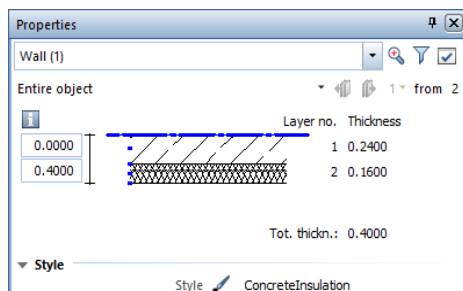 Properties
Wall (1)
Entire object 1 from 2
Layer no. Thickness
0.0000 1 0.2400
0.4000 2 0.1600
Tot. thickn.: 0.4000
Style
Style ConcreteInsulation